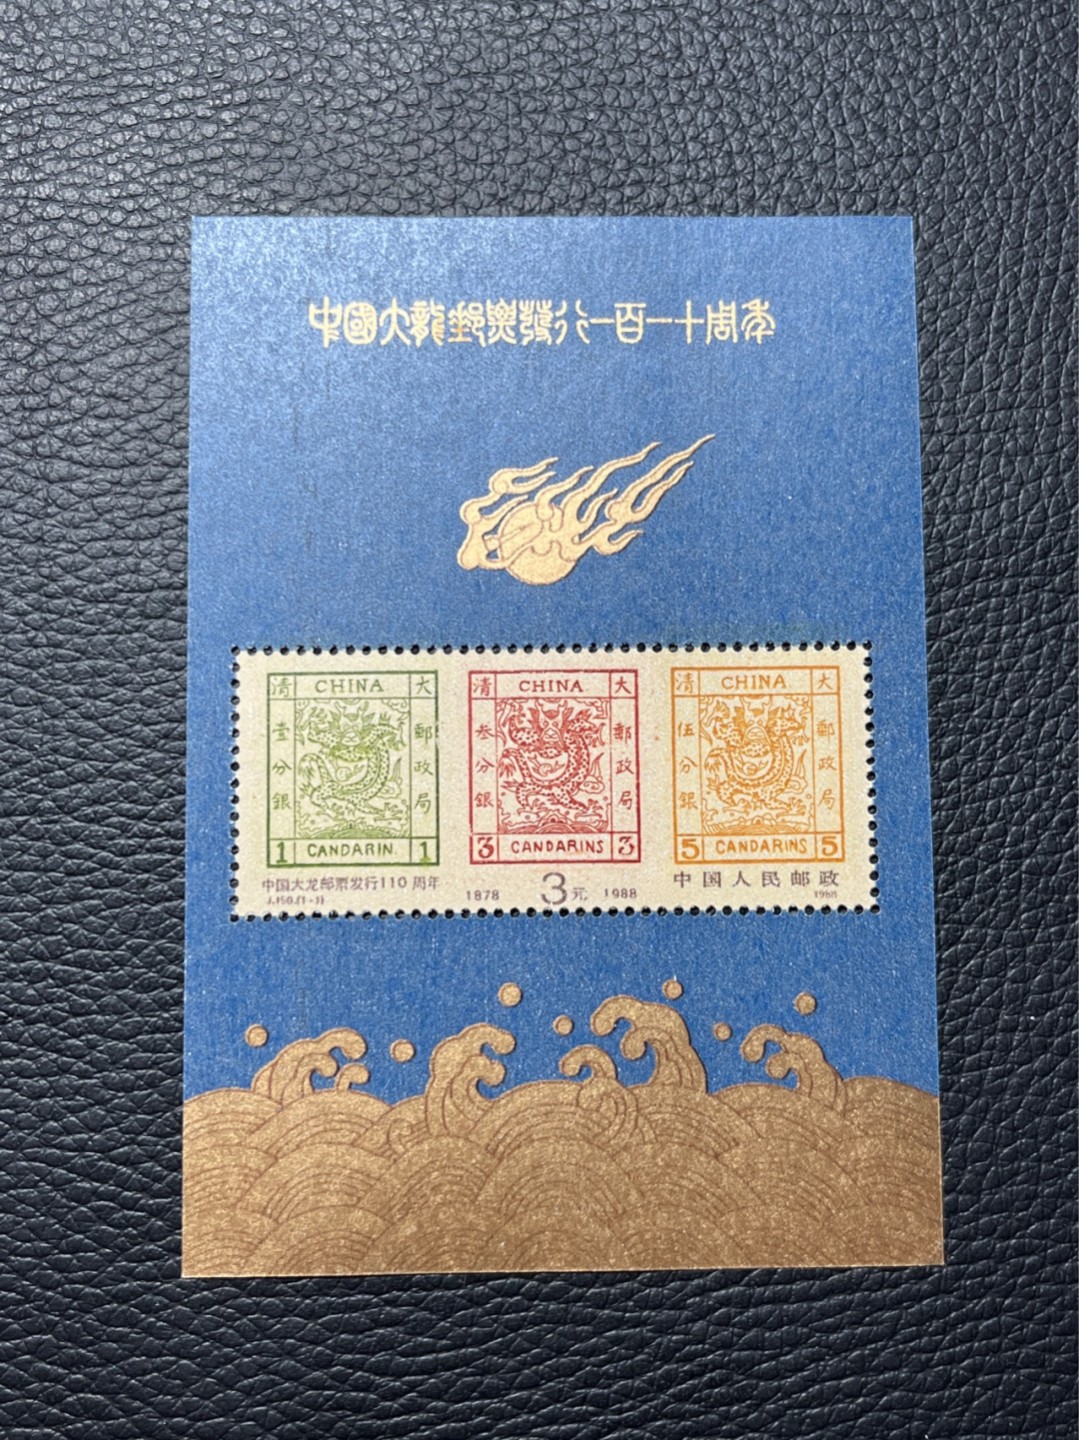 中國大龍郵票發行一百一十周年
清 CHINA 大
壹分銀
郵政局
1 CANDARIN. 1
清 CHINA 大
叁分銀
郵政局
3 CANDARINS 3
清 CHINA 大
伍分銀
郵政局
5 CANDARINS 5
中国大龙邮票发行110周年
J.150.(1-1)
1878 3元 1988
中国人民邮政
1988